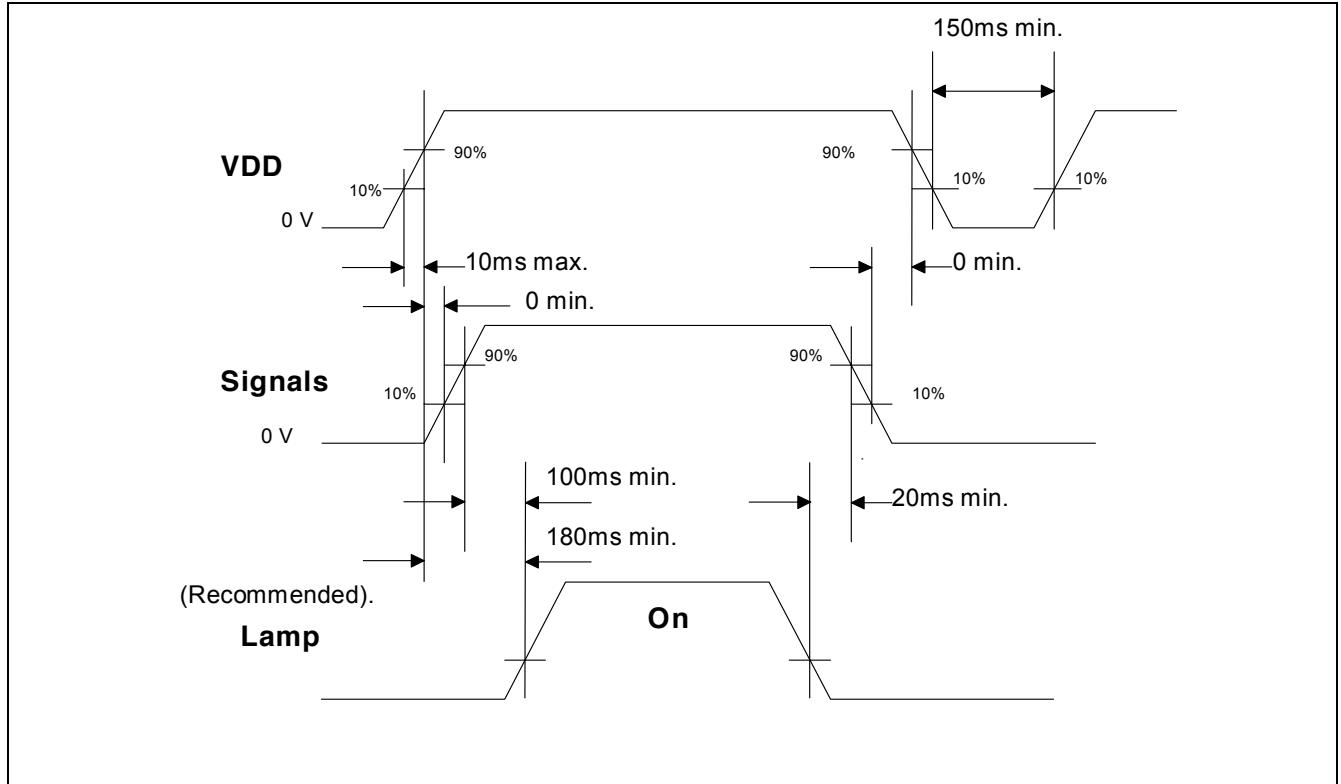 150ms min.
VDD
90%
90%
10%
10%
10%
0 V
10ms max.
0 min.
0 min.
90%
90%
Signals
10%
10%
0 V
100ms min.
20ms min.
180ms min.
(Recommended).
On
Lamp